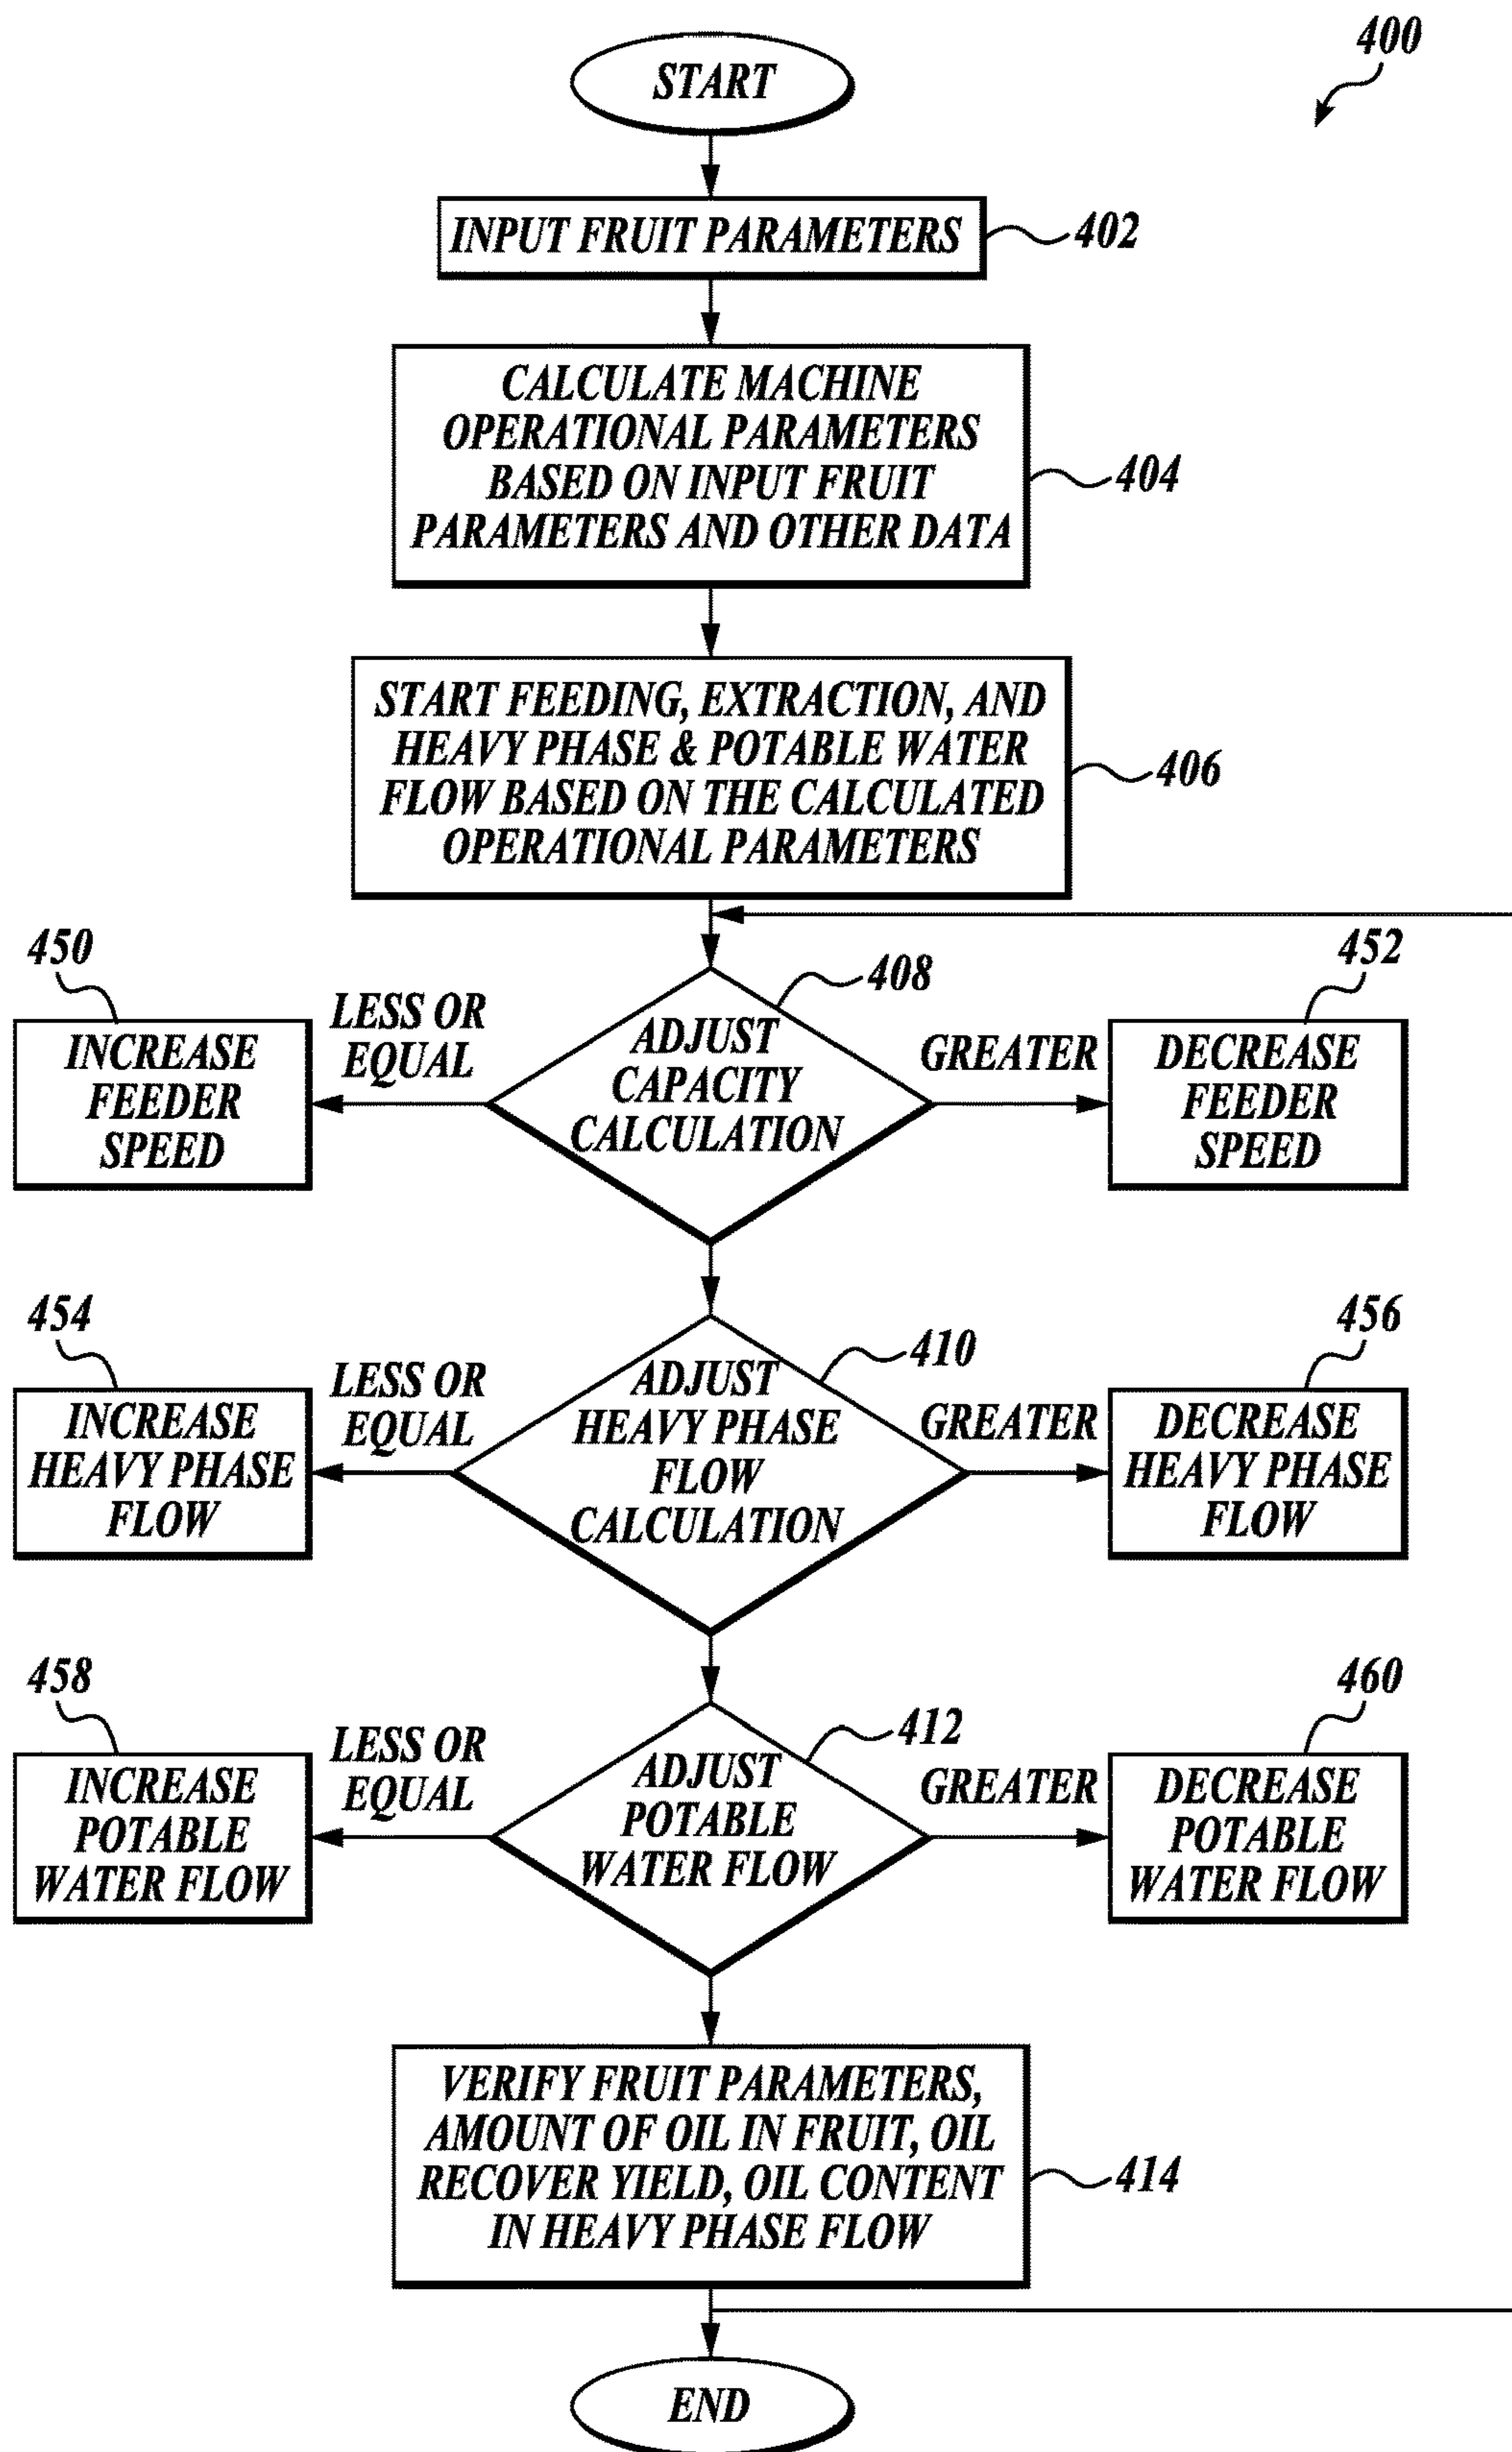 400
START
INPUT FRUIT PARAMETERS
402
CALCULATE MACHINE
OPERATIONAL PARAMETERS
BASED ON INPUT FRUIT
PARAMETERS AND OTHER DATA
404
START FEEDING, EXTRACTION, AND
HEAVY PHASE & POTABLE WATER
FLOW BASED ON THE CALCULATED
OPERATIONAL PARAMETERS
406
450
INCREASE
FEEDER
SPEED
LESS OR
EQUAL
408
ADJUST
CAPACITY
CALCULATION
GREATER
452
DECREASE
FEEDER
SPEED
454
INCREASE
HEAVY PHASE
FLOW
LESS OR
EQUAL
410
ADJUST
HEAVY PHASE
FLOW
CALCULATION
GREATER
456
DECREASE
HEAVY PHASE
FLOW
458
INCREASE
POTABLE
WATER FLOW
LESS OR
EQUAL
412
ADJUST
POTABLE
WATER FLOW
GREATER
460
DECREASE
POTABLE
WATER FLOW
VERIFY FRUIT PARAMETERS,
AMOUNT OF OIL IN FRUIT, OIL
RECOVER YIELD, OIL CONTENT
IN HEAVY PHASE FLOW
414
END